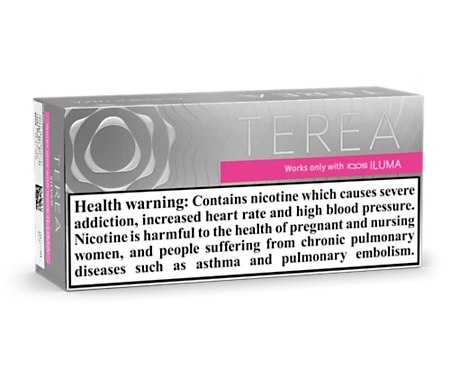 TEREA
TEREA
Works only with IQOS ILUMA
Health warning: Contains nicotine which causes severe
addiction, increased heart rate and high blood pressure.
Nicotine is harmful to the health of pregnant and nursing
women, and people suffering from chronic pulmonary
diseases such as asthma and pulmonary embolism.
TEREA
SILVER